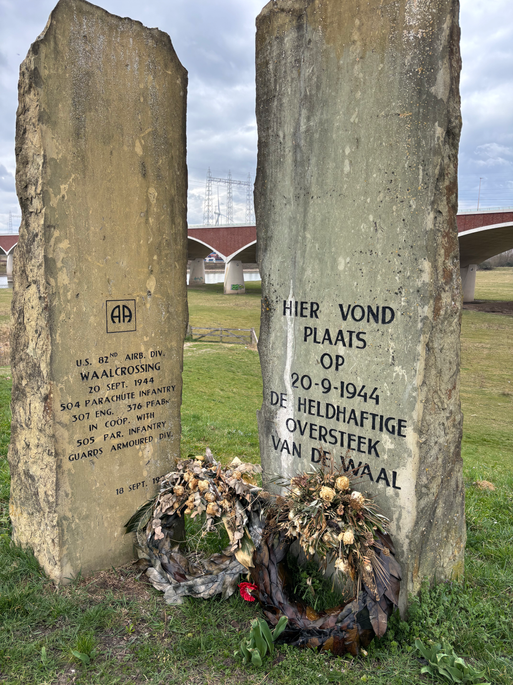 AA
U.S. 82ND AIRB. DIV.
WAALCROSSING
20 SEPT. 1944
504 PARACHUTE INFANTRY
307 ENG. 376 PFABN
IN COÖP. WITH
505 PAR. INFANTRY
GUARDS ARMOURED DIV.
18 SEPT.
HIER VOND
PLAATS
OP
20-9-1944
DE HELDHAFTIGE
OVERSTEEK
VAN DE WAAL